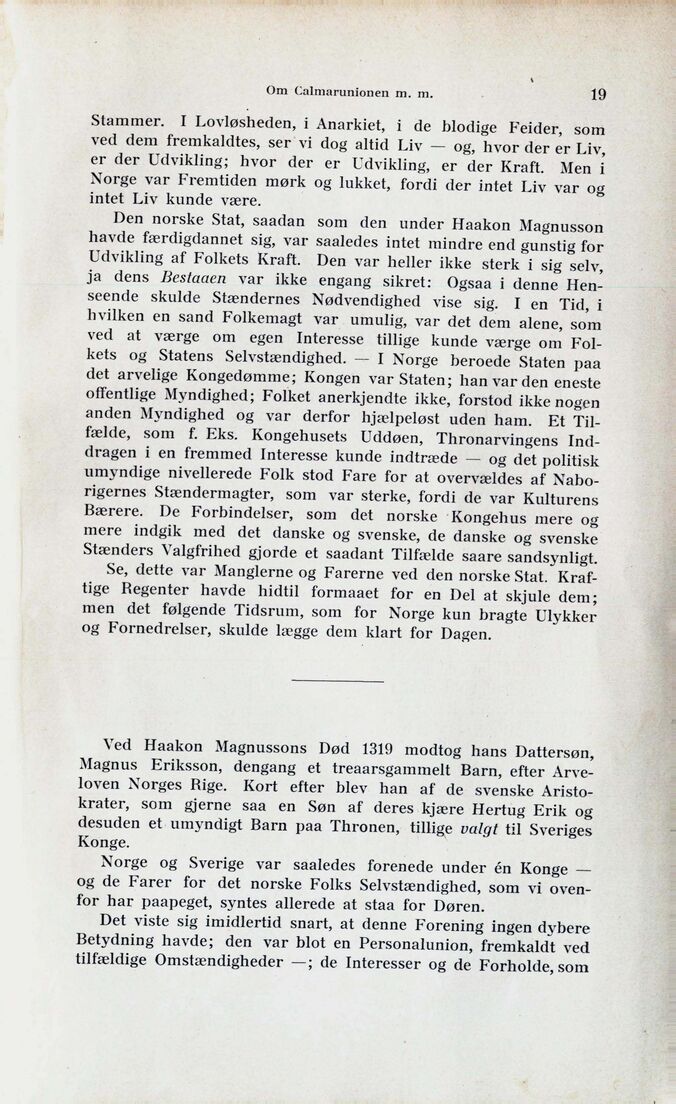 Om Calmarunionen m. m. 19
Stammer. I Lovløsheden, i Anarkiet, i de blodige Feider, som
ved dem fremkaldtes, ser vi dog altid Liv — og, hvor der er Liv,
er der Udvikling; hvor der er Udvikling, er der Kraft. Men i
Norge var Fremtiden mørk og lukket, fordi der intet Liv var og
intet Liv kunde være.
Den norske Stat, saadan som den under Haakon Magnusson
havde færdigdannet sig, var saaledes intet mindre end gunstig for
Udvikling af Folkets Kraft. Den var heller ikke sterk i sig selv,
ja dens Bestaaen var ikke engang sikret: Ogsaa i denne Hen-
seende skulde Stændernes Nødvendighed vise sig. I en Tid, i
hvilken en sand Folkemagt var umulig, var det dem alene, som
ved at værge om egen Interesse tillige kunde værge om Fol-
kets og Statens Selvstændighed. — I Norge beroede Staten paa
det arvelige Kongedømme; Kongen var Staten; han var den eneste
offentlige Myndighed; Folket anerkjendte ikke, forstod ikke nogen
anden Myndighed og var derfor hjælpeløst uden ham. Et Til-
fælde, som f. Eks. Kongehusets Uddøen, Thronarvingens Ind-
dragen i en fremmed Interesse kunde indtræde — og det politisk
umyndige nivellerede Folk stod Fare for at overvældes af Nabo-
rigernes Stændermagter, som var sterke, fordi de var Kulturens
Bærere. De Forbindelser, som det norske Kongehus mere og
mere indgik med det danske og svenske, de danske og svenske
Stænders Valgfrihed gjorde et saadant Tilfælde saare sandsynligt.
Se, dette var Manglerne og Farerne ved den norske Stat. Kraf-
tige Regenter havde hidtil formaaet for en Del at skjule dem;
men det følgende Tidsrum, som for Norge kun bragte Ulykker
og Fornedrelser, skulde lægge dem klart for Dagen.
Ved Haakon Magnussons Død 1319 modtog hans Dattersøn,
Magnus Eriksson, dengang et treaarsgammelt Barn, efter Arve-
loven Norges Rige. Kort efter blev han af de svenske Aristo-
krater, som gjerne saa en Søn af deres kjære Hertug Erik og
desuden et umyndigt Barn paa Thronen, tillige valgt til Sveriges
Konge.
Norge og Sverige var saaledes forenede under én Konge —
og de Farer for det norske Folks Selvstændighed, som vi oven-
for har paapeget, syntes allerede at staa for Døren.
Det viste sig imidlertid snart, at denne Forening ingen dybere
Betydning havde; den var blot en Personalunion, fremkaldt ved
tilfældige Omstændigheder —; de Interesser og de Forholde, som